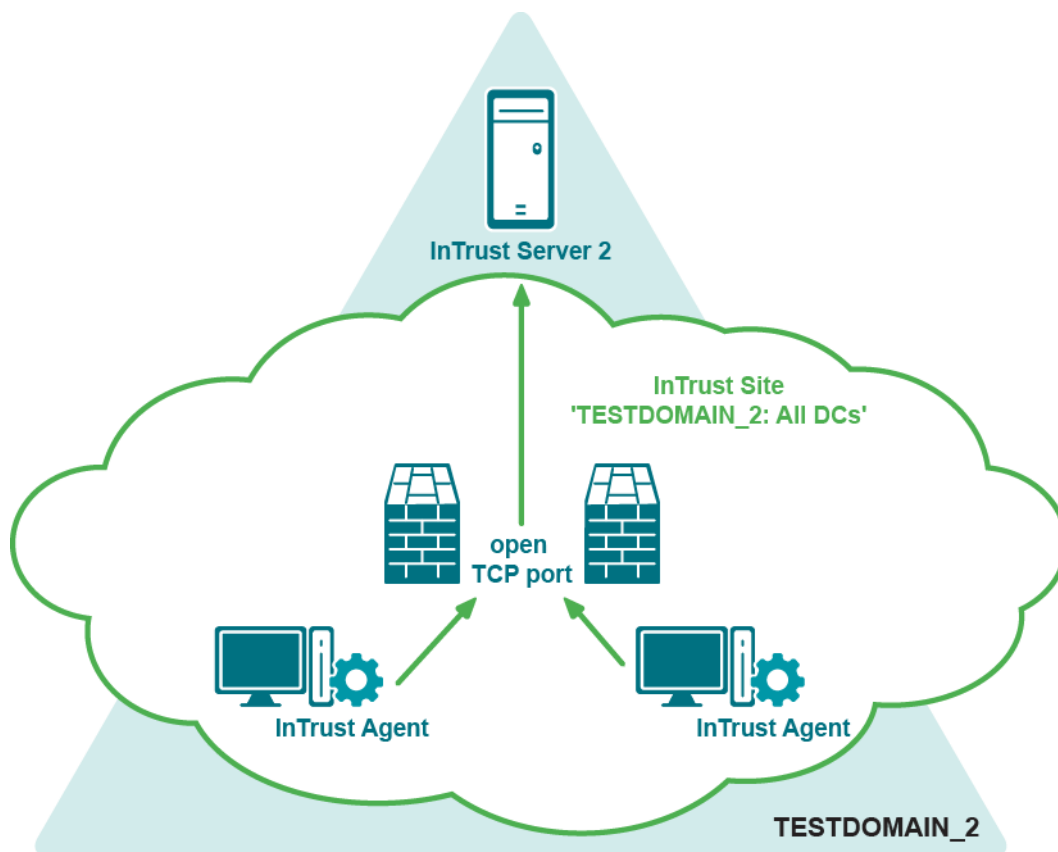 InTrust Server 2
InTrust Site
'TESTDOMAIN_2: All DCs'
open
TCP port
InTrust Agent
InTrust Agent
TESTDOMAIN_2